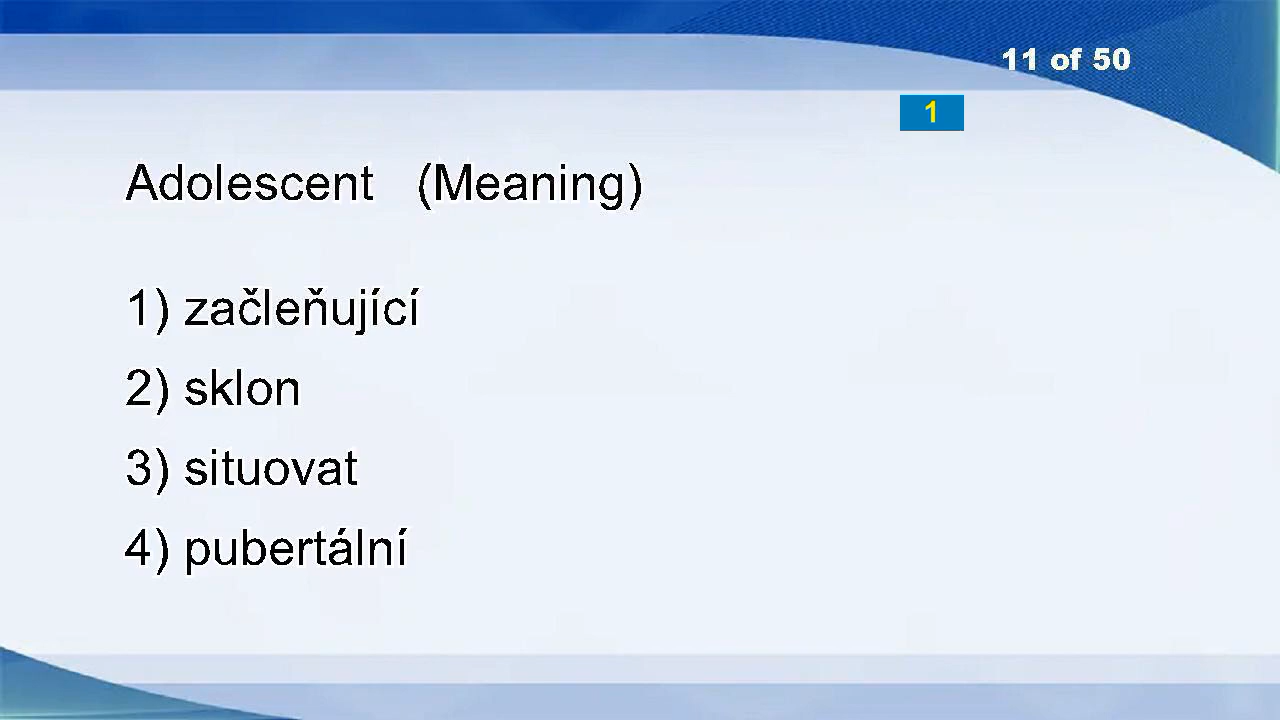 11 of 50
1
Adolescent (Meaning)
1) začleňující
2) sklon
3) situovat
4) pubertální